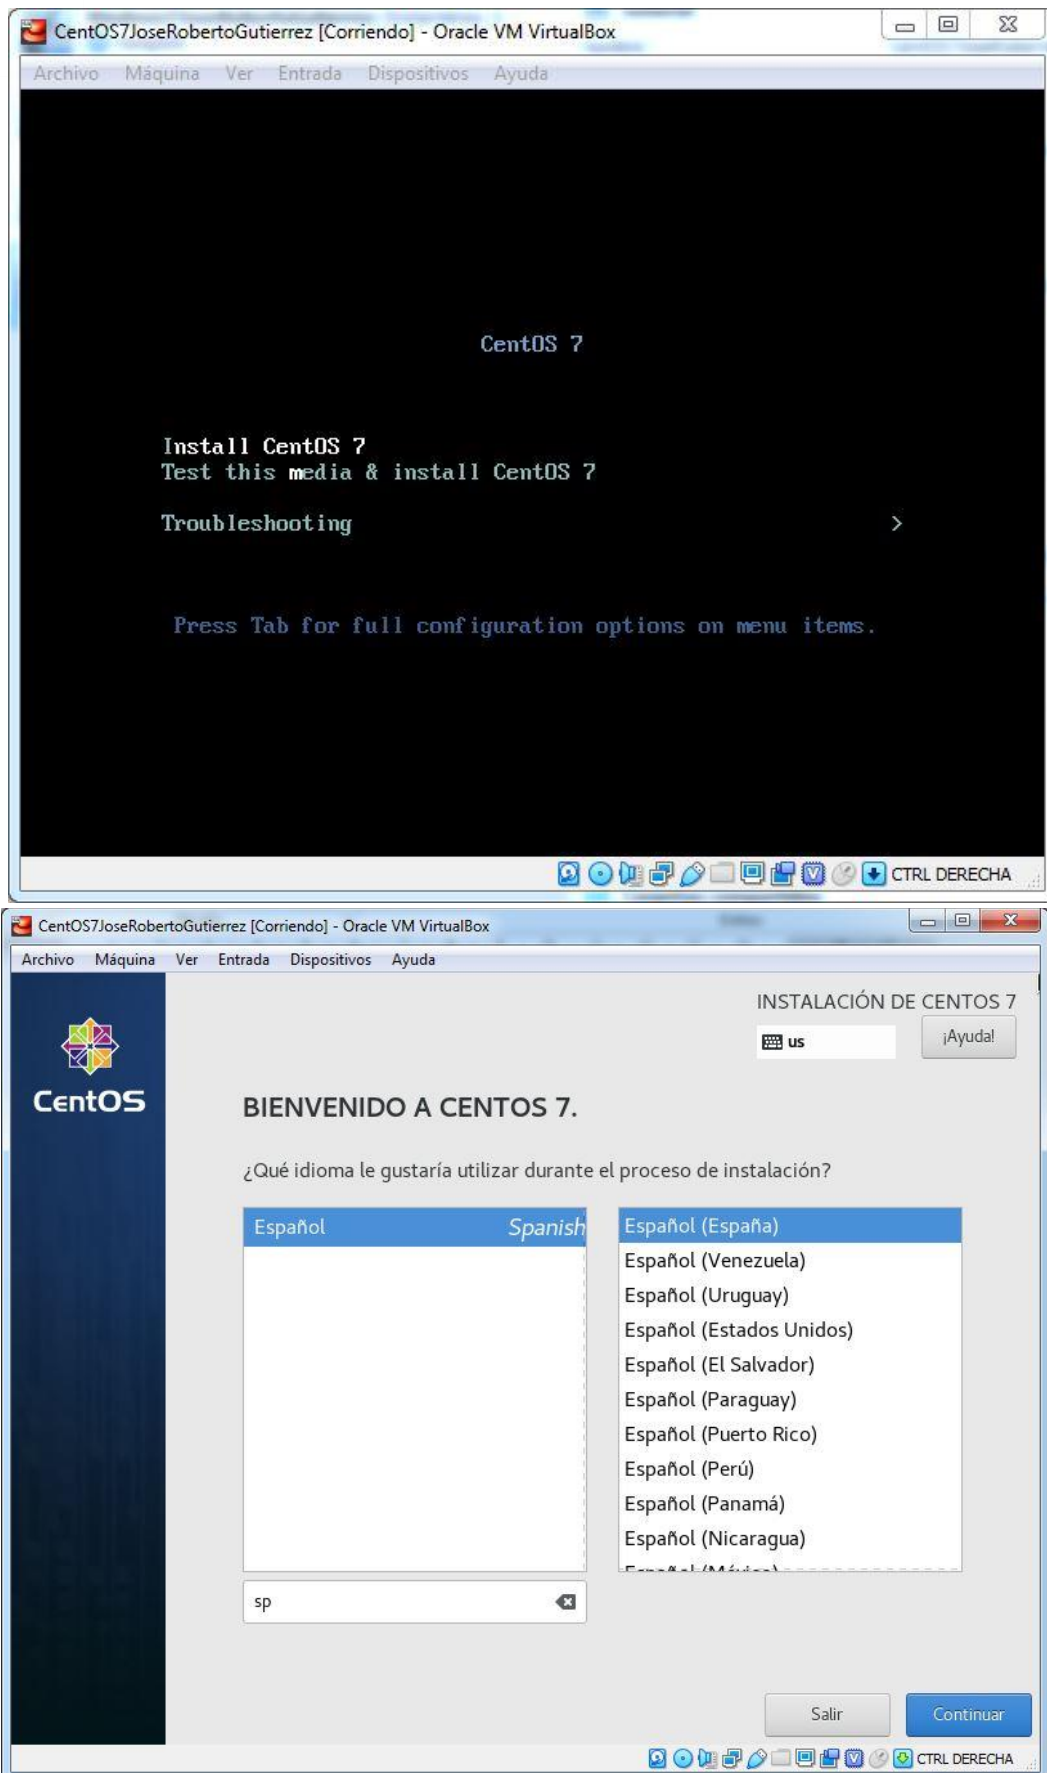 CentOS7JoseRobertoGutierrez [Corriendo] - Oracle VM VirtualBox
Archivo Máquina Ver Entrada Dispositivos Ayuda
CentOS 7
Install CentOS 7
Test this media & install CentOS 7
Troubleshooting >
Press Tab for full configuration options on menu items.
CTRL DERECHA
CentOS7JoseRobertoGutierrez [Corriendo] - Oracle VM VirtualBox
Archivo Máquina Ver Entrada Dispositivos Ayuda
INSTALACIÓN DE CENTOS 7
us ¡Ayuda!
CentOS
BIENVENIDO A CENTOS 7.
¿Qué idioma le gustaría utilizar durante el proceso de instalación?
Español Spanish
Español (España)
Español (Venezuela)
Español (Uruguay)
Español (Estados Unidos)
Español (El Salvador)
Español (Paraguay)
Español (Puerto Rico)
Español (Perú)
Español (Panamá)
Español (Nicaragua)
Español (México)
sp
Salir Continuar
CTRL DERECHA